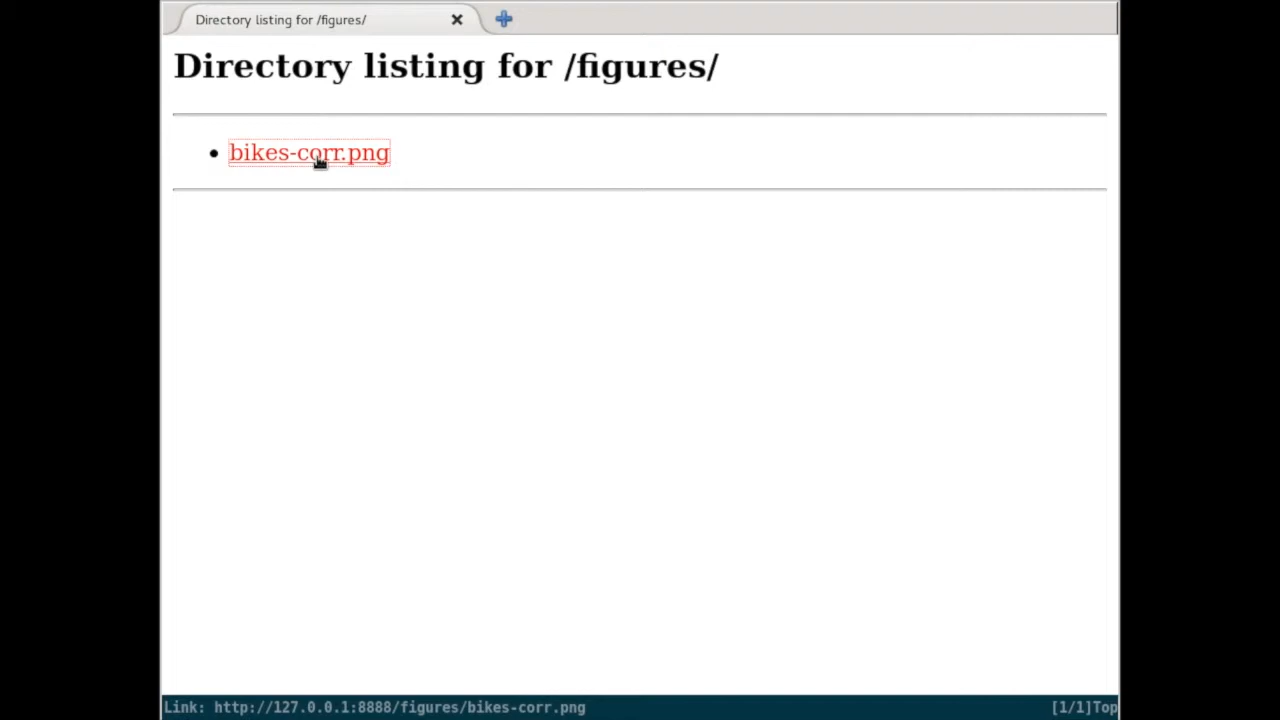 Directory listing for /figures/
Directory listing for /figures/
bikes-corr.png
Link: http://127.0.0.1:8888/figures/bikes-corr.png [1/1]Top